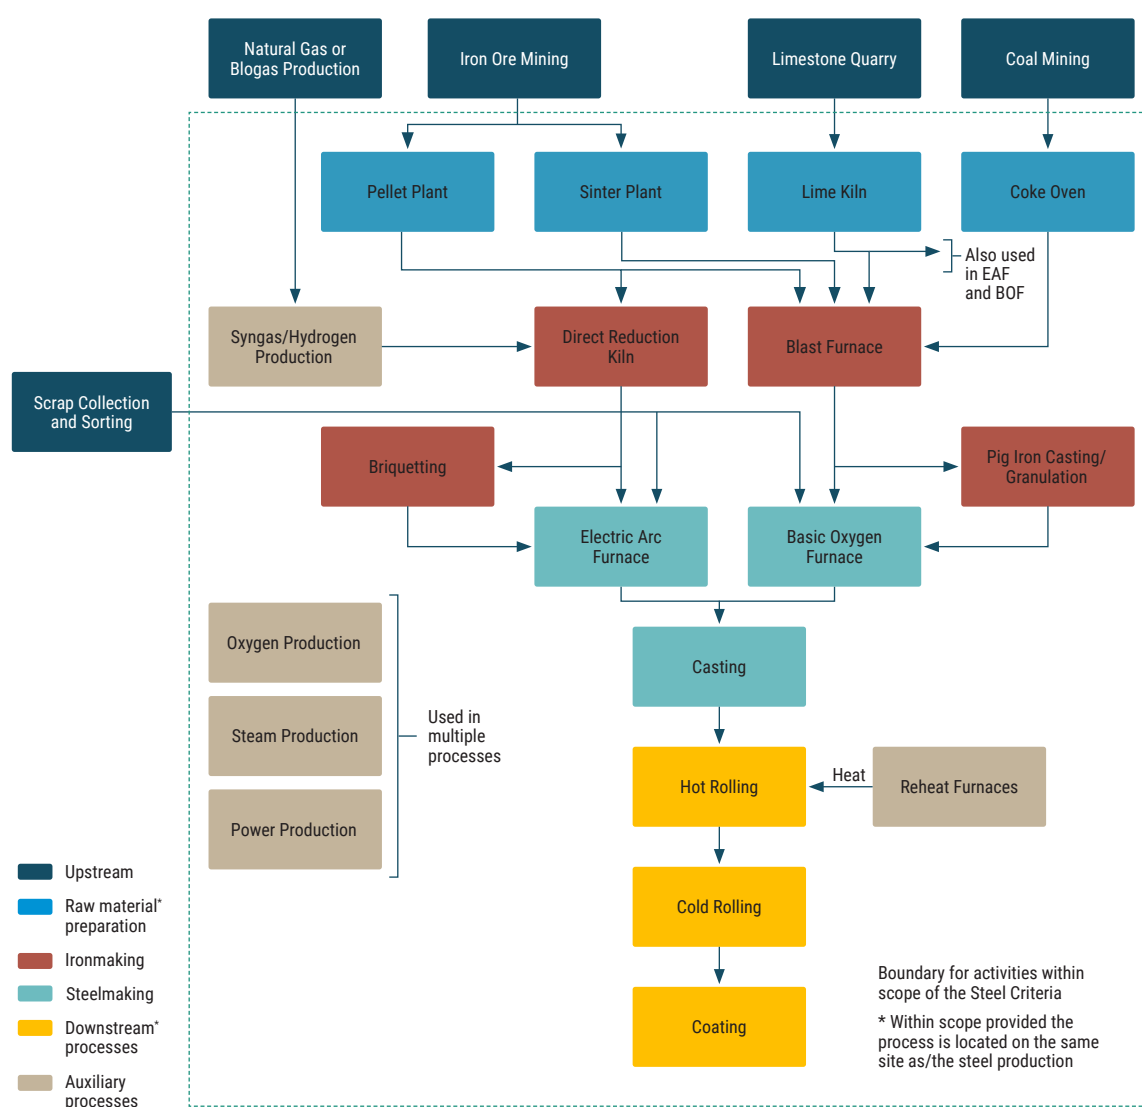 Natural Gas or
Blogas Production
Iron Ore Mining
Limestone Quarry
Coal Mining
Pellet Plant
Sinter Plant
Lime Kiln
Coke Oven
Also used
in EAF
and BOF
Syngas/Hydrogen
Production
Direct Reduction
Kiln
Blast Furnace
Scrap Collection
and Sorting
Briquetting
Pig Iron Casting/
Granulation
Electric Arc
Furnace
Basic Oxygen
Furnace
Oxygen Production
Casting
Steam Production
Used in
multiple
processes
Hot Rolling
Heat
Reheat Furnaces
Power Production
Cold Rolling
Coating
Upstream
Raw material*
preparation
Ironmaking
Steelmaking
Downstream*
processes
Auxiliary
processes
Boundary for activities within
scope of the Steel Criteria
* Within scope provided the
process is located on the same
site as/the steel production